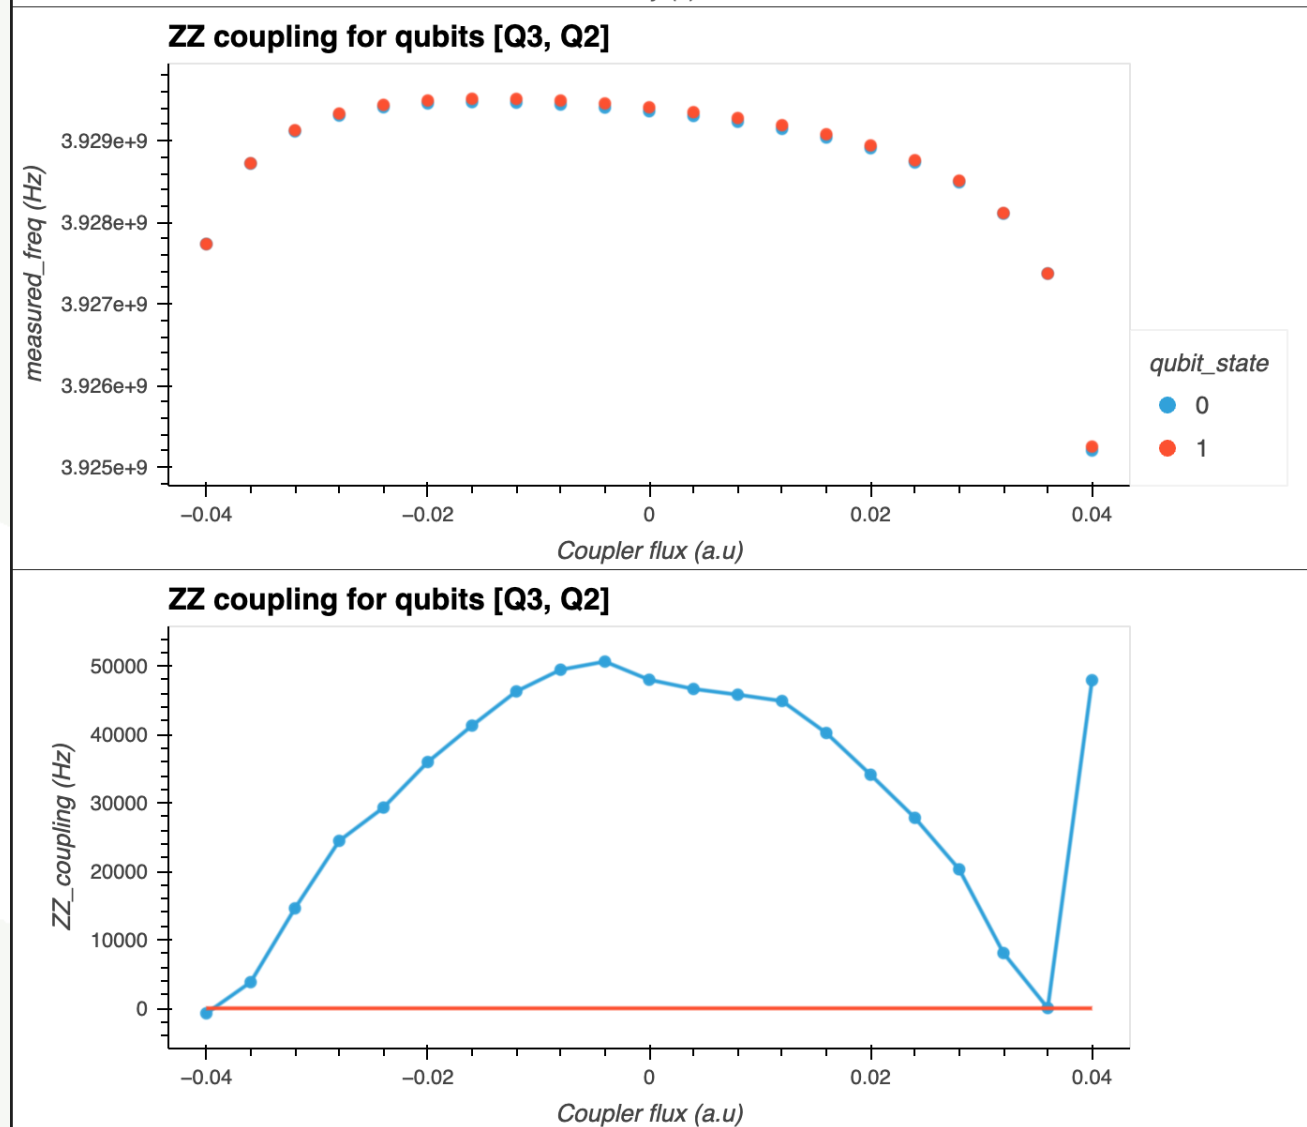 ZZ coupling for qubits [Q3, Q2]
measured_freq (Hz)
3.929e+9
3.928e+9
3.927e+9
3.926e+9
3.925e+9
−0.04
−0.02
0
0.02
0.04
Coupler flux (a.u)
qubit_state
0
1
ZZ coupling for qubits [Q3, Q2]
ZZ_coupling (Hz)
50000
40000
30000
20000
10000
0
−0.04
−0.02
0
0.02
0.04
Coupler flux (a.u)